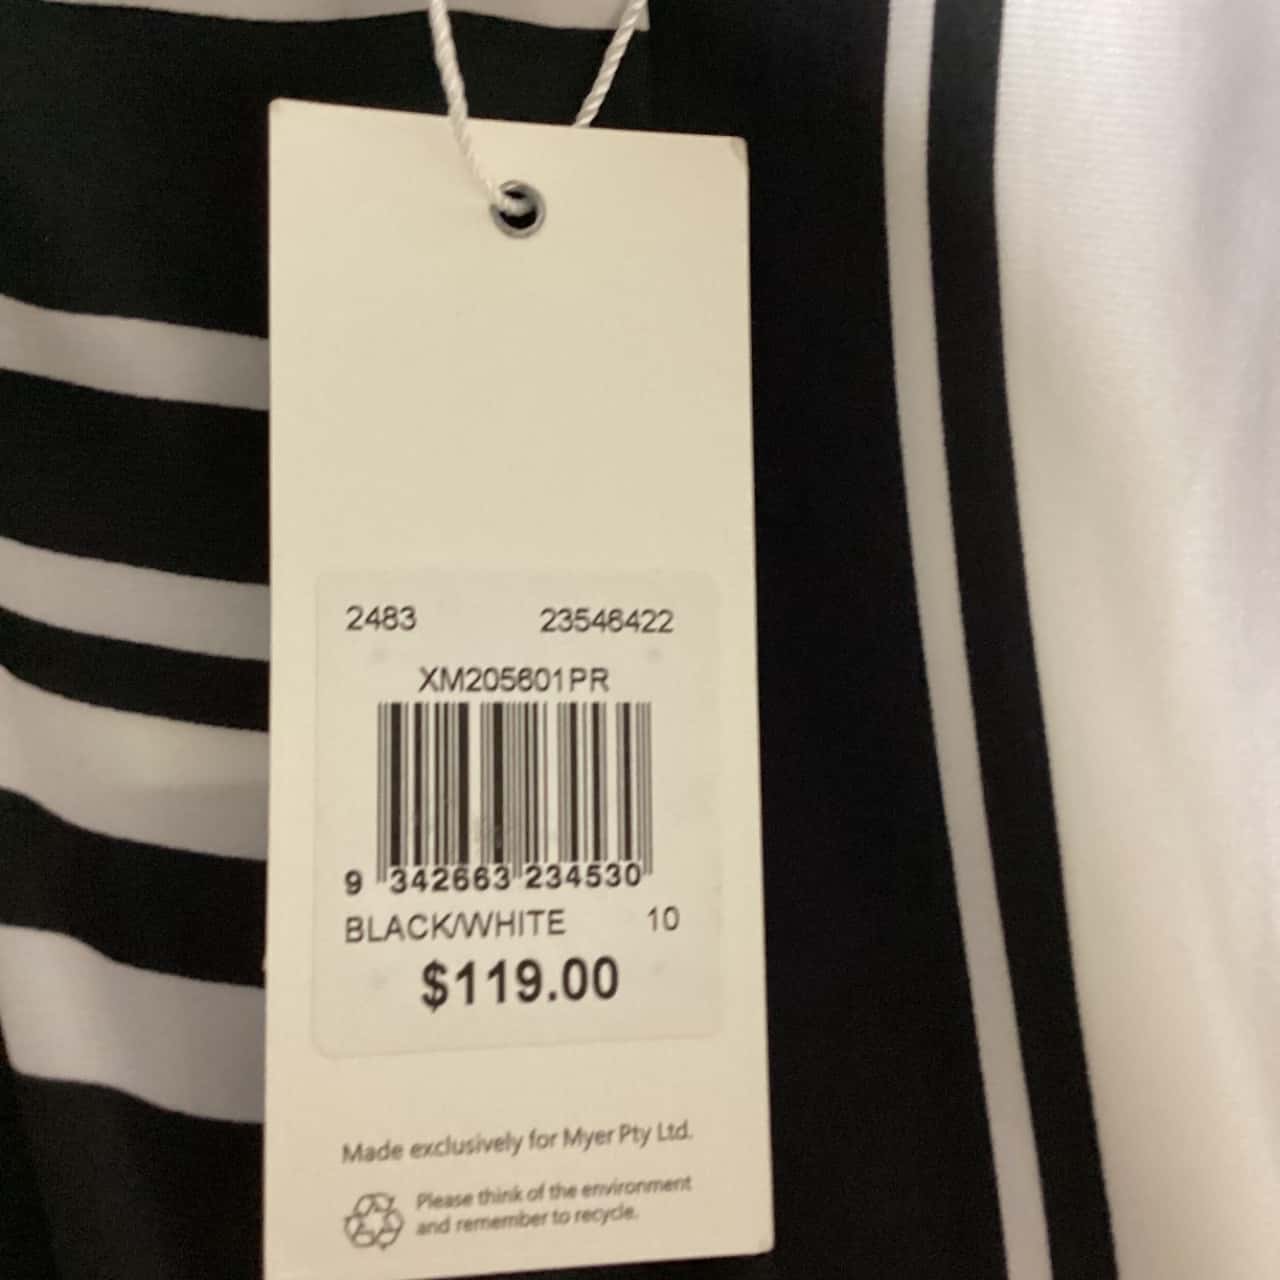 2483 23546422
XM205601PR
9 342663 234530
BLACK/WHITE 10
$119.00
Made exclusively for Myer Pty Ltd.
Please think of the environment
and remember to recycle.